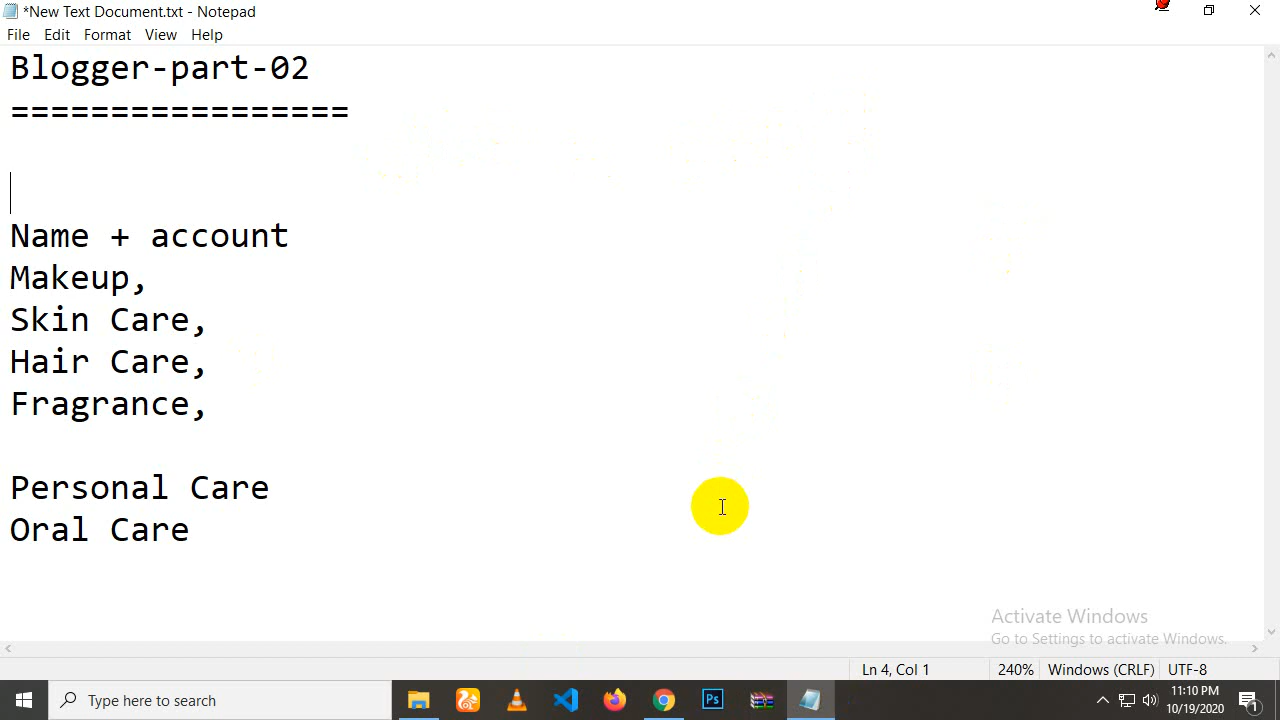 *New Text Document.txt - Notepad
File Edit Format View Help
Blogger-part-02
=================
Name + account
Makeup,
Skin Care,
Hair Care,
Fragrance,
Personal Care
Oral Care
Activate Windows
Go to Settings to activate Windows.
Ln 4, Col 1 240% Windows (CRLF) UTF-8
Type here to search
Ps
11:10 PM
10/19/2020
1